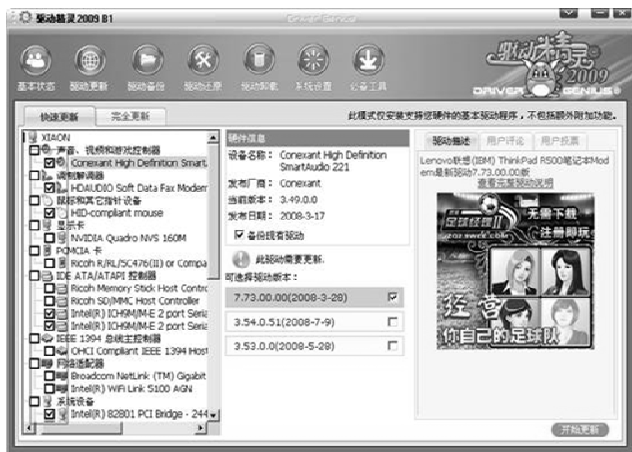 驱动精灵 2009 B1
Driver Genius
基本状态 驱动更新 驱动备份 驱动还原 驱动卸载 系统设置 必备工具
驱动精灵
2009
DRIVER GENIUS
快速更新 完全更新
此模式仅安装支持您硬件的基本驱动程序，不包括额外附加功能。
XIAON
声音、视频和游戏控制器
Conexant High Definition Smart
调制解调器
HDAUDIO Soft Data Fax Modem
鼠标和其它指针设备
HID-compliant mouse
显示卡
NVIDIA Quadro NVS 160M
PCMCIA 卡
Ricoh R/RL/5C476(II) or Compa
IDE ATA/ATAPI 控制器
Ricoh Memory Stick Host Contro
Ricoh SD/MMC Host Controller
Intel(R) ICH9M/M-E 2 port Seria
Intel(R) ICH9M/M-E 2 port Seria
IEEE 1394 总线主控制器
OHCI Compliant IEEE 1394 Host
网络适配器
Broadcom NetLink (TM) Gigabit
Intel(R) WiFi Link 5100 AGN
系统设备
Intel(R) 82801 PCI Bridge - 244
硬件信息
设备名称： Conexant High Definition
SmartAudio 221
发布厂商： Conexant
当前版本： 3.49.0.0
发布日期： 2008-3-17
备份现有驱动
此驱动需要更新.
可选择驱动版本：
7.73.00.00(2008-3-28)
3.54.0.51(2008-7-9)
3.53.0.0(2008-5-28)
驱动描述 用户评论 用户投票
Lenovo联想(IBM) ThinkPad R500笔记本Mod
em最新驱动7.73.00.00版
查看完整驱动说明
足球经理II
无需下载
注册即玩
经营
你自己的足球队
开始更新